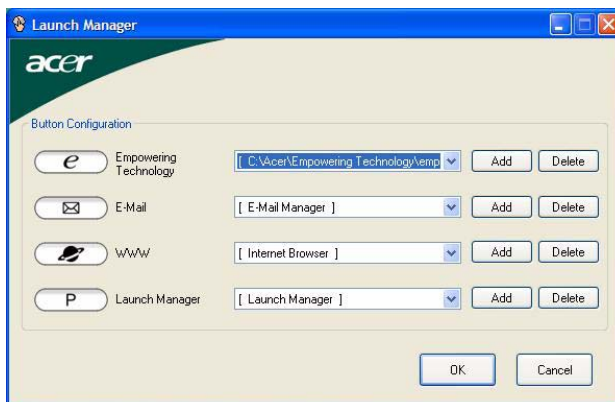 Launch Manager
acer
Button Configuration
e Empowering Technology [ C:\Acer\Empowering Technology\emp Add Delete
E-Mail [ E-Mail Manager ] Add Delete
WWW [ Internet Browser ] Add Delete
P Launch Manager [ Launch Manager ] Add Delete
OK Cancel